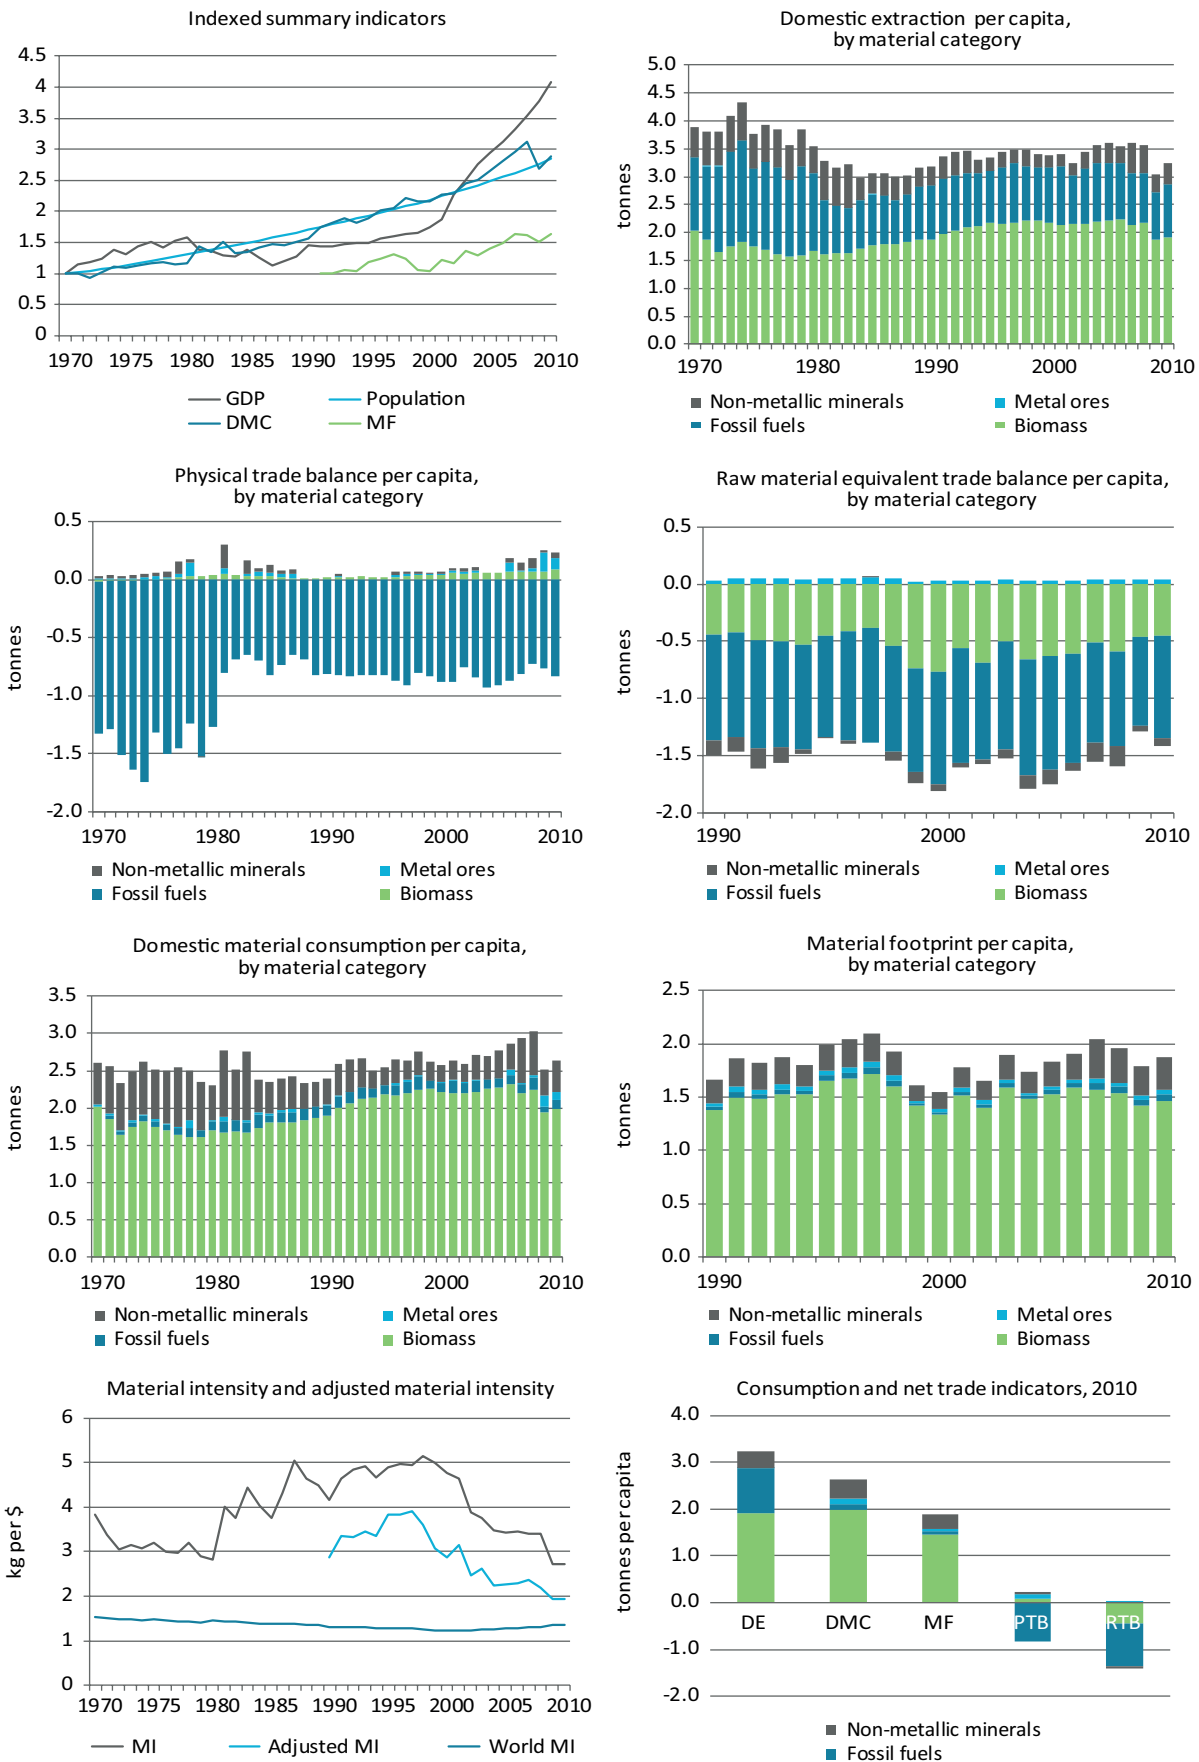 Indexed summary indicators
4.5
4
3.5
3
2.5
2
1.5
1
0.5
0
1970 1975 1980 1985 1990 1995 2000 2005 2010
GDP Population
DMC MF
Domestic extraction per capita,
by material category
tonnes
5.0
4.5
4.0
3.5
3.0
2.5
2.0
1.5
1.0
0.5
0.0
1970 1980 1990 2000 2010
Non-metallic minerals Metal ores
Fossil fuels Biomass
Physical trade balance per capita,
by material category
tonnes
0.5
0.0
-0.5
-1.0
-1.5
-2.0
1970 1980 1990 2000 2010
Non-metallic minerals Metal ores
Fossil fuels Biomass
Raw material equivalent trade balance per capita,
by material category
tonnes
0.5
0.0
-0.5
-1.0
-1.5
-2.0
1990 2000 2010
Non-metallic minerals Metal ores
Fossil fuels Biomass
Domestic material consumption per capita,
by material category
tonnes
3.5
3.0
2.5
2.0
1.5
1.0
0.5
0.0
1970 1980 1990 2000 2010
Non-metallic minerals Metal ores
Fossil fuels Biomass
Material footprint per capita,
by material category
tonnes
2.5
2.0
1.5
1.0
0.5
0.0
1990 2000 2010
Non-metallic minerals Metal ores
Fossil fuels Biomass
Material intensity and adjusted material intensity
kg per $
6
5
4
3
2
1
0
1970 1975 1980 1985 1990 1995 2000 2005 2010
MI Adjusted MI World MI
Consumption and net trade indicators, 2010
tonnes per capita
4.0
3.0
2.0
1.0
0.0
-1.0
-2.0
DE DMC MF PTB RTB
Non-metallic minerals
Fossil fuels